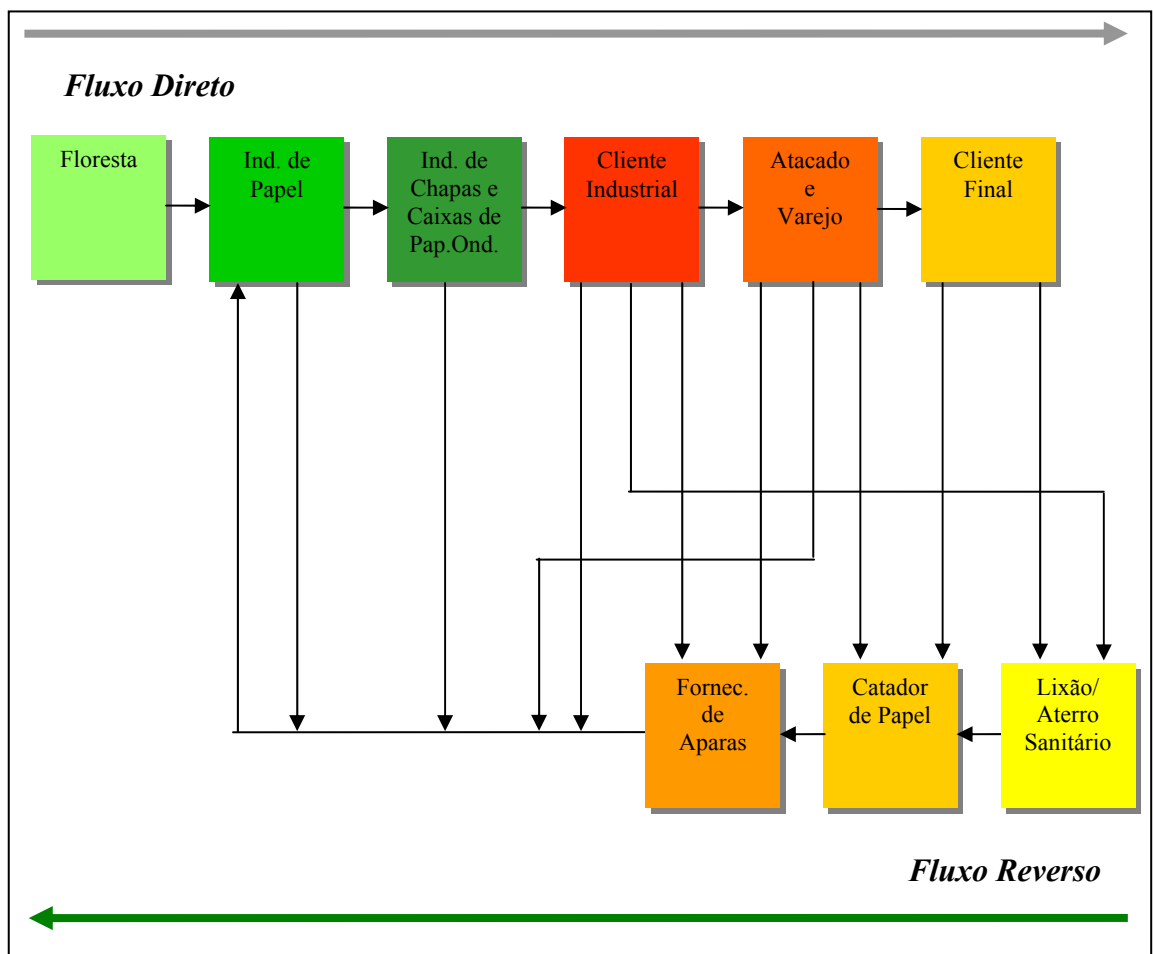 Fluxo Direto
Floresta
Ind. de
Papel
Ind. de
Chapas e
Caixas de
Pap.Ond.
Cliente
Industrial
Atacado
e
Varejo
Cliente
Final
Fornec.
de
Aparas
Catador
de Papel
Lixão/
Aterro
Sanitário
Fluxo Reverso